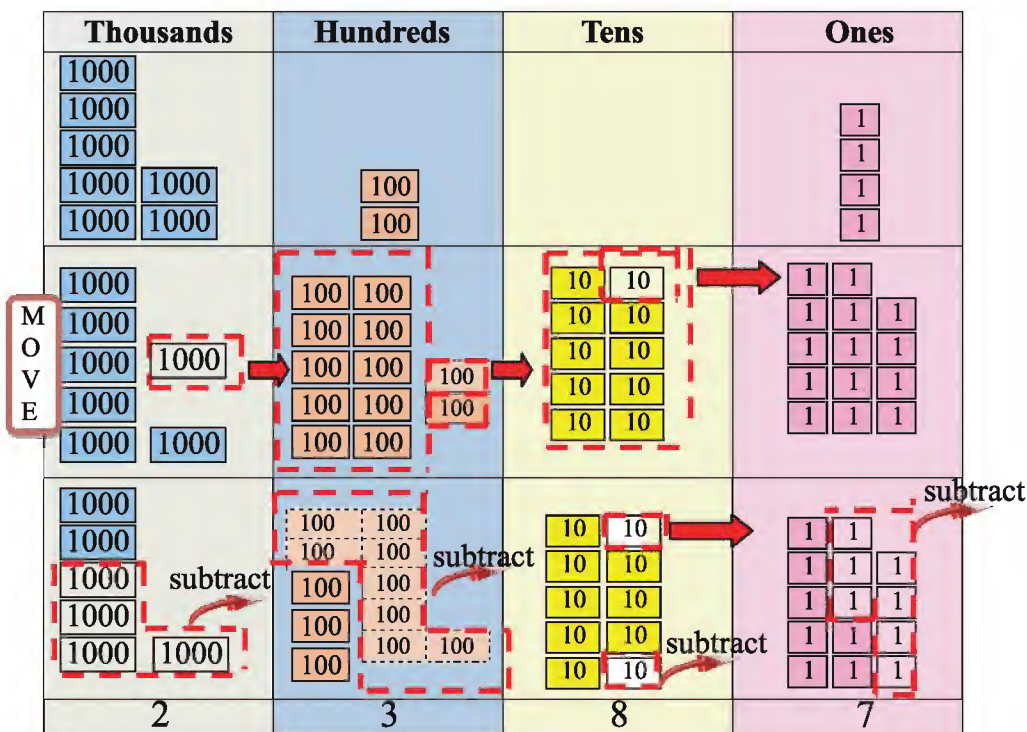 Thousands Hundreds Tens Ones
1000
1000 1
1000 1
1000 1000 100 1
1000 1000 100 1
M
O
V
E
1000 100 100 10 10 1 1
1000 100 100 10 10 1 1 1
1000 1000 100 100 100 10 10 1 1 1
1000 100 100 100 10 10 1 1 1
1000 1000 100 100 10 10 1 1 1
subtract
1000 100 100 10 10 1 1
1000 100 100 subtract 10 10 1 1 1
1000 subtract 100 100 10 10 1 1 1
1000 100 100 10 10 subtract 1 1 1
1000 1000 100 100 100 10 10 1 1 1
2 3 8 7